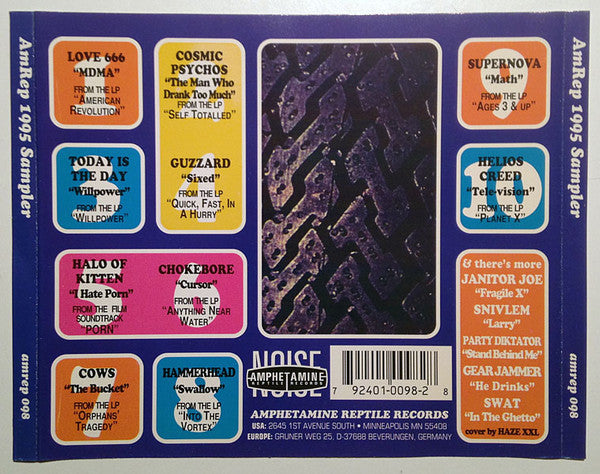 AmRep 1995 Sampler
amrep 098
LOVE 666
"MDMA"
FROM THE LP
"AMERICAN
REVOLUTION"
COSMIC
PSYCHOS
"The Man Who
Drank Too Much"
FROM THE LP
"SELF TOTALLED"
TODAY IS
THE DAY
"Willpower"
FROM THE LP
"WILLPOWER"
GUZZARD
"Sixed"
FROM THE LP
"QUICK, FAST, IN
A HURRY"
4
HALO OF
KITTEN
"I Hate Porn"
FROM THE FILM
SOUNDTRACK
"PORN"
CHOKEBORE
"Cursor"
FROM THE LP
"ANYTHING NEAR
WATER"
6
COWS
"The Bucket"
FROM THE LP
"ORPHANS'
TRAGEDY"
7
HAMMERHEAD
"Swallow"
FROM THE LP
"INTO THE
VORTEX"
8
SUPERNOVA
"Math"
FROM THE LP
"AGES 3 & UP"
9
HELIOS
CREED
"Tele-vision"
FROM THE LP
"PLANET X"
10
& there's more
JANITOR JOE
"Fragile X"
SNIVLEM
"Larry"
PARTY DIKTATOR
"Stand Behind Me"
GEAR JAMMER
"He Drinks"
SWAT
"In The Ghetto"
cover by HAZE XXL
NOISE
AMPHETAMINE
REPTILE RECORDS
NOISE
7 92401-0098-2 8
AMPHETAMINE REPTILE RECORDS
USA: 2645 1ST AVENUE SOUTH • MINNEAPOLIS MN 55408
EUROPE: GRUNER WEG 25, D-37688 BEVERUNGEN, GERMANY
AmRep 1995 Sampler
amrep 098